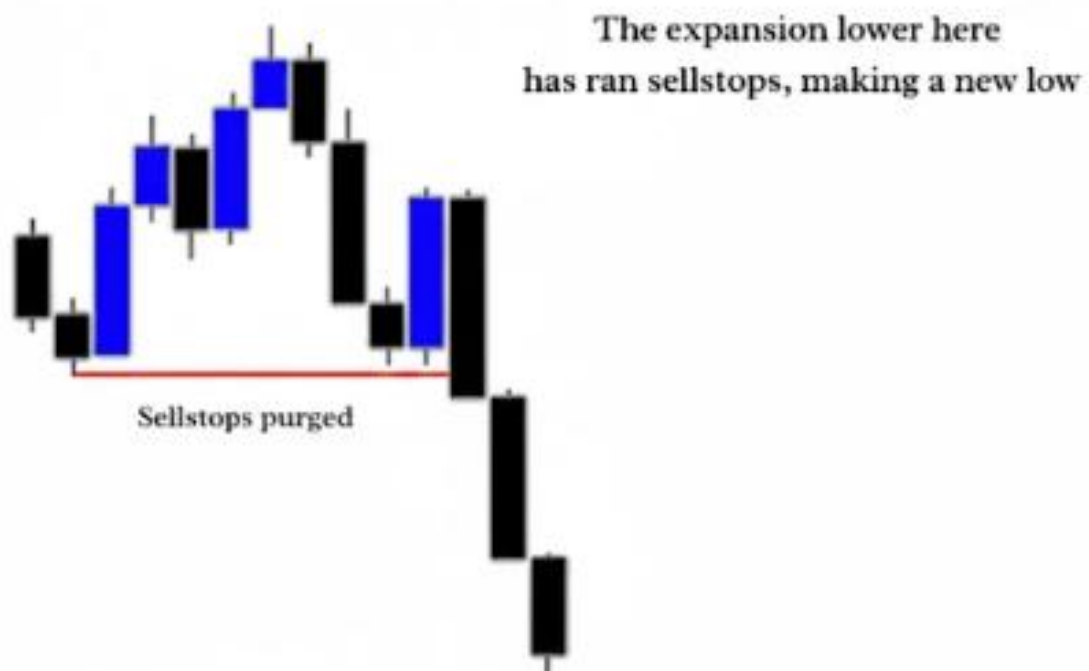 The expansion lower here
has ran sellstops, making a new low
Sellstops purged